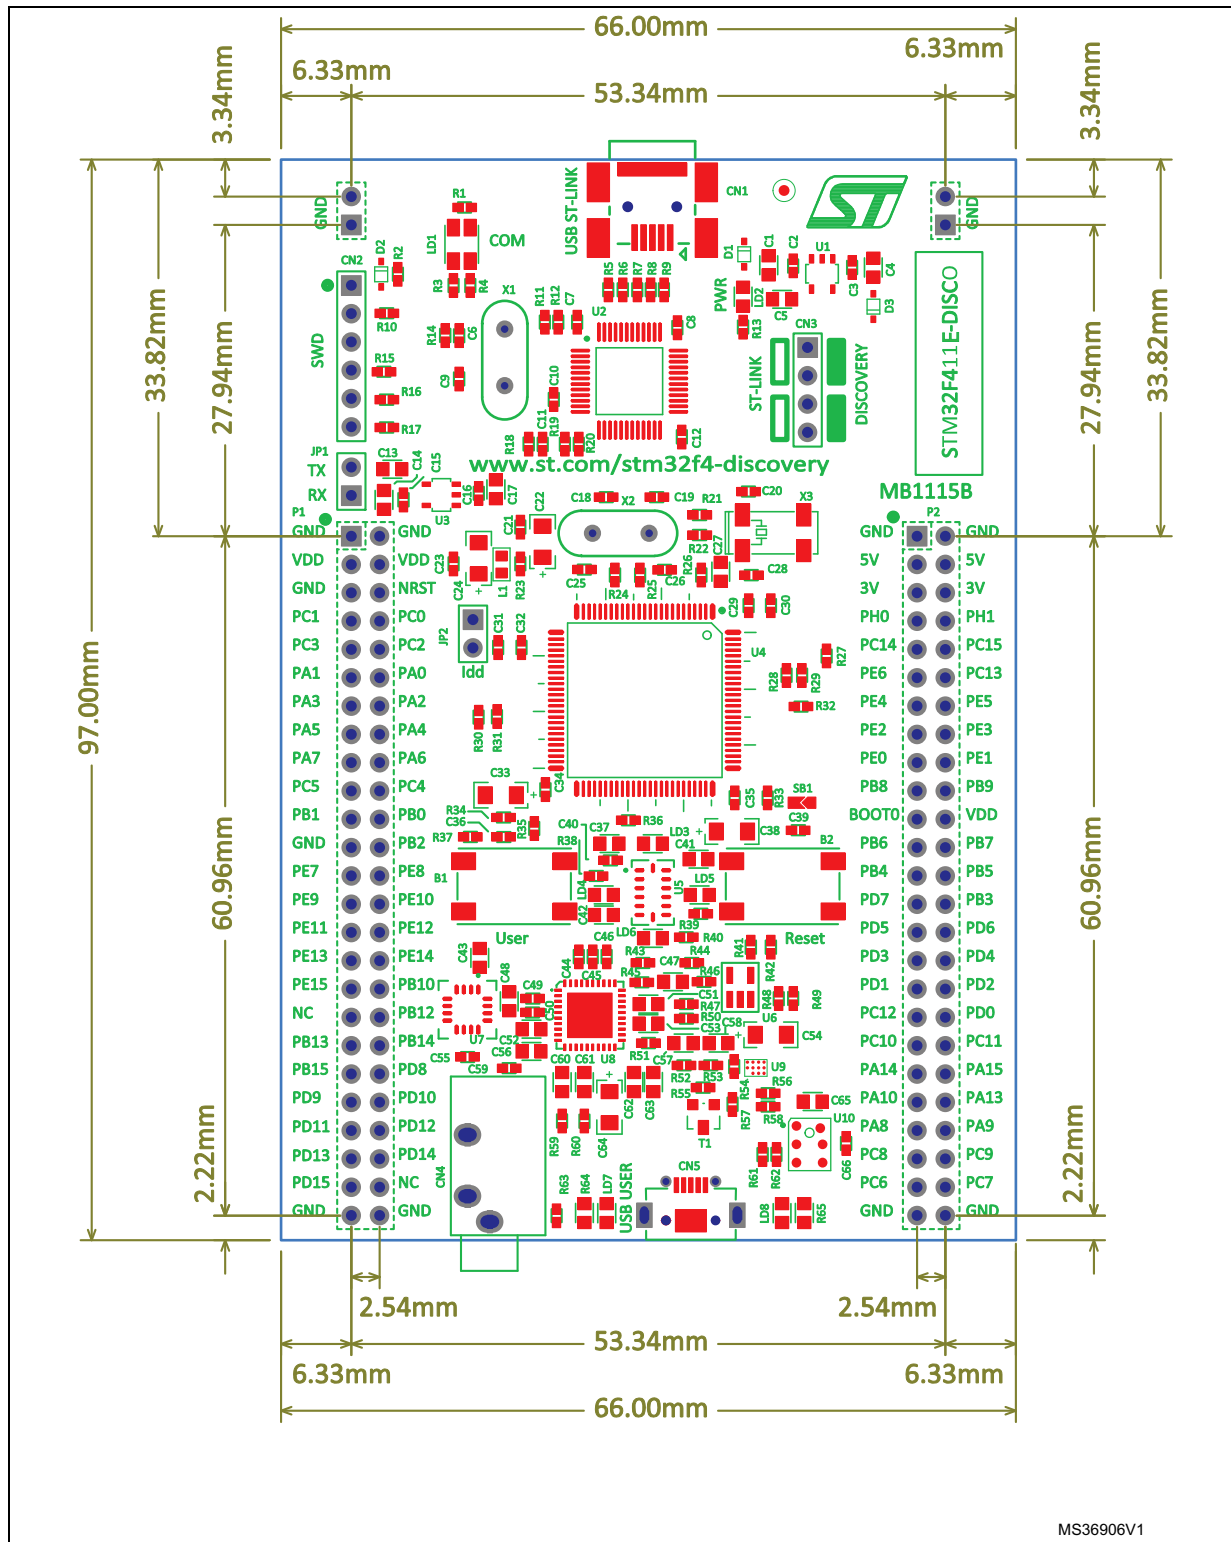 66.00mm
6.33mm
6.33mm
53.34mm
3.34mm
3.34mm
33.82mm
27.94mm
27.94mm
33.82mm
97.00mm
60.96mm
60.96mm
2.22mm
2.22mm
GND
GND
R1
LD1
COM
USB ST-LINK
CN1
ST
D2
R2
CN2
R3
R4
X1
R5
R6
R7
R8
R9
D1
C1
C2
U1
C3
C4
PWR
LD2
C5
D3
R10
R14
C6
R11
R12
C7
U2
C8
R13
CN3
SWD
R15
R16
R17
C9
C10
C11
R19
R18
R20
C12
ST-LINK
DISCOVERY
STM32F411E-DISCO
www.st.com/stm32f4-discovery
MB1115B
JP1
TX
RX
C13
C14
C15
C16
C17
U3
C18
X2
C19
R21
C20
X3
P1
P2
C21
C22
R22
C27
C23
C24
L1
R23
C25
R24
R25
C26
R26
C28
C29
C30
JP2
Idd
C31
C32
U4
R27
R28
R29
R32
R30
R31
C33
C34
C35
R33
SB1
R34
C36
R37
R35
C40
R38
C37
R36
LD3
C41
C38
C39
B1
User
LD4
C42
U5
LD5
B2
Reset
LD6
R39
R40
C43
C46
C44
C45
R43
R44
R45
C47
R46
R41
R42
C48
C49
C50
C51
R47
R50
C53
R48
R49
U6
U7
C52
C56
C55
C59
U8
R51
C57
C58
C54
C60
C61
C62
C63
C64
R52
R53
R54
U9
R55
R56
R57
R58
C65
T1
U10
C66
R59
R60
R61
R62
CN4
R63
R64
LD7
USB USER
CN5
LD8
R65
GND GND GND GND
VDD VDD 5V 5V
GND NRST 3V 3V
PC1 PC0 PH0 PH1
PC3 PC2 PC14 PC15
PA1 PA0 PE6 PC13
PA3 PA2 PE4 PE5
PA5 PA4 PE2 PE3
PA7 PA6 PE0 PE1
PC5 PC4 PB8 PB9
PB1 PB0 BOOT0 VDD
GND PB2 PB6 PB7
PE7 PE8 PB4 PB5
PE9 PE10 PD7 PB3
PE11 PE12 PD5 PD6
PE13 PE14 PD3 PD4
PE15 PB10 PD1 PD2
NC PB12 PC12 PD0
PB13 PB14 PC10 PC11
PB15 PD8 PA14 PA15
PD9 PD10 PA10 PA13
PD11 PD12 PA8 PA9
PD13 PD14 PC8 PC9
PD15 NC PC6 PC7
GND GND GND GND
2.54mm
2.54mm
53.34mm
6.33mm
6.33mm
66.00mm
MS36906V1